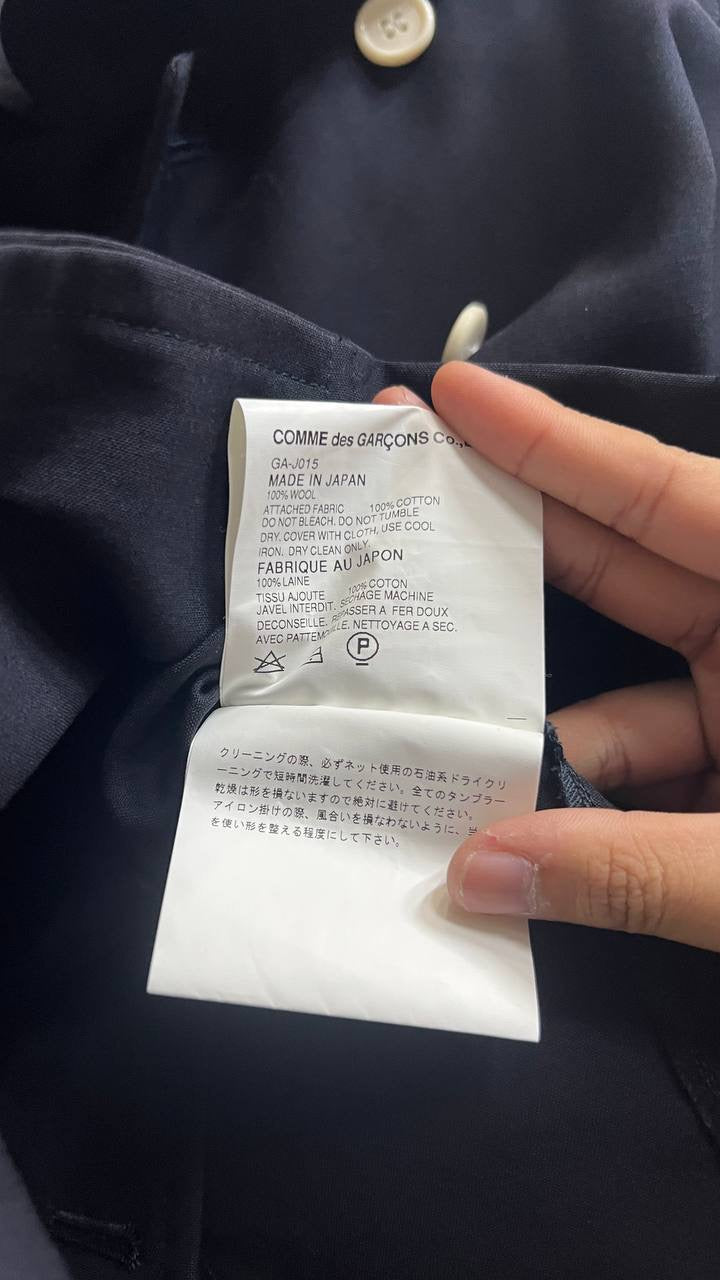 COMME des GARÇONS Co.,
GA-J015
MADE IN JAPAN
100% WOOL
ATTACHED FABRIC 100% COTTON
DO NOT BLEACH. DO NOT TUMBLE
DRY. COVER WITH CLOTH, USE COOL
IRON. DRY CLEAN ONLY.
FABRIQUE AU JAPON
100% LAINE
TISSU AJOUTE 100% COTON
JAVEL INTERDIT. SECHAGE MACHINE
DECONSEILLE. REPASSER A FER DOUX
AVEC NETTOYAGE A SEC.
P
クリーニングの際、必ずネット使用の石油系ドライクリ
ーニングで短時間洗濯してください。全てのタンブラー
乾燥は形を損ないますので絶対に避けてください。
アイロン掛けの際、風合いを損なわないように、
を使い形を整える程度にして下さい。